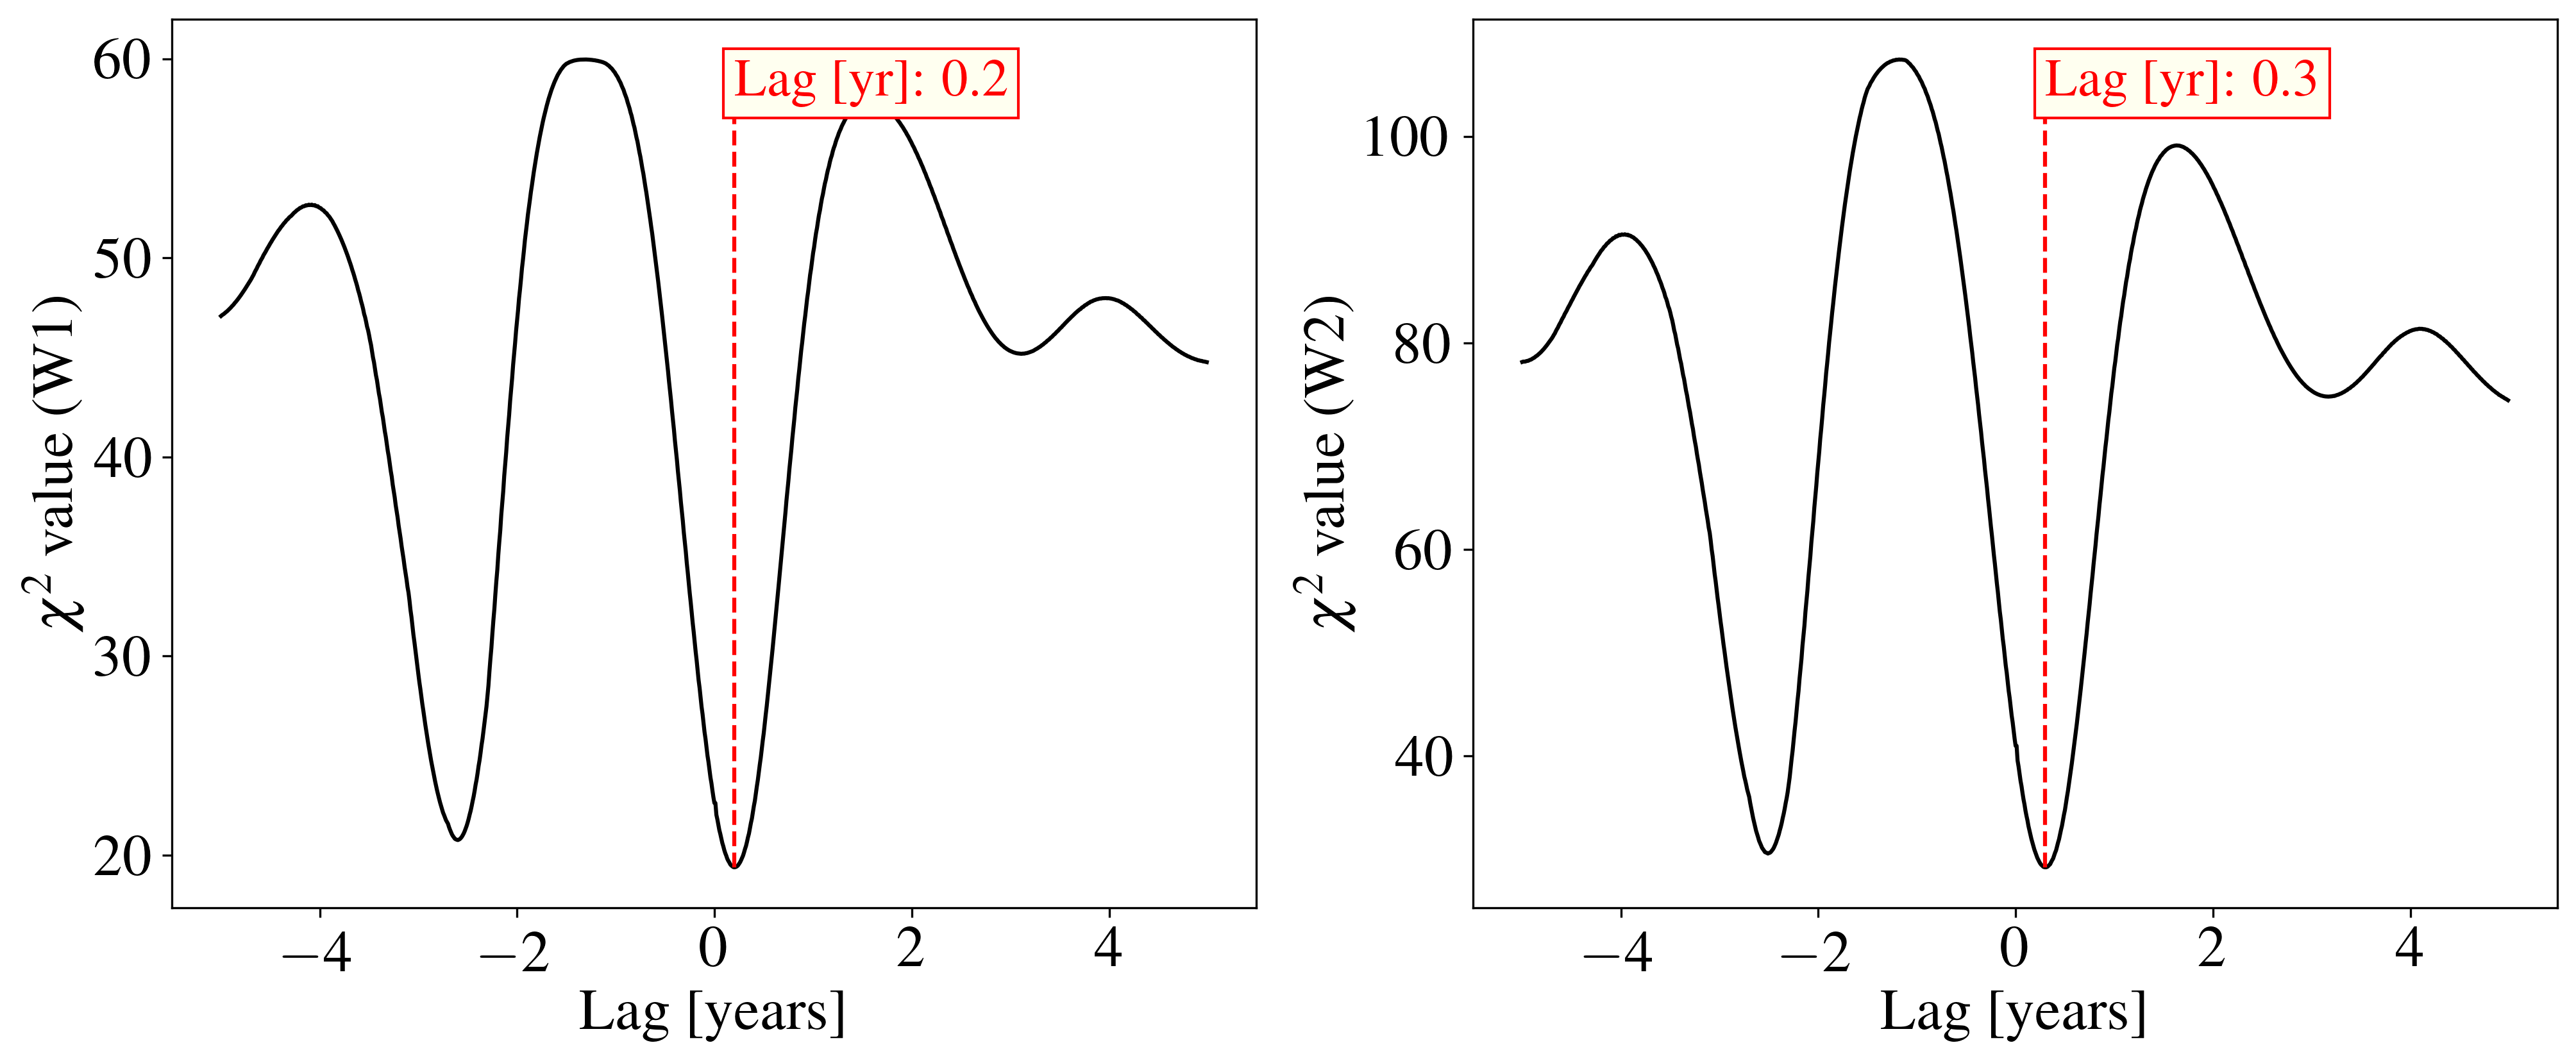 60
50
40
30
20
χ² value (W1)
Lag [yr]: 0.2
−4 −2 0 2 4
Lag [years]
100
80
60
40
χ² value (W2)
Lag [yr]: 0.3
−4 −2 0 2 4
Lag [years]